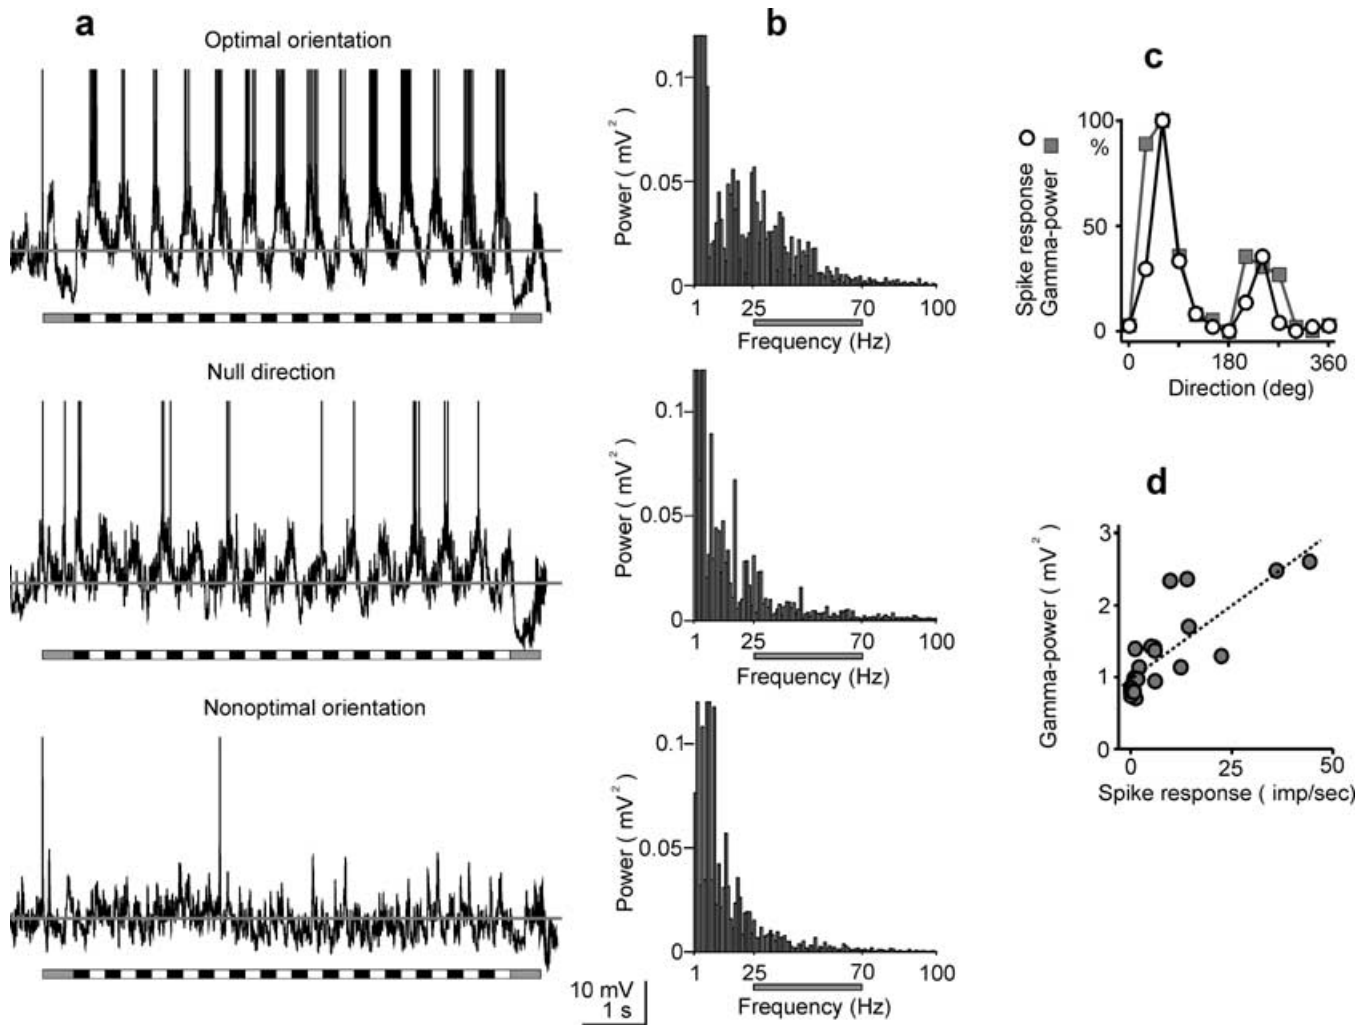 a
Optimal orientation
Null direction
Nonoptimal orientation
10 mV
1 s
b
Power ( mV²)
0.1
0.05
0
1 25 70 100
Frequency (Hz)
Power ( mV²)
0.1
0.05
0
1 25 70 100
Frequency (Hz)
Power ( mV²)
0.1
0.05
0
1 25 70 100
Frequency (Hz)
c
Spike response
Gamma-power
100
%
50
0
0 180 360
Direction (deg)
d
Gamma-power ( mV²)
3
2
1
0
0 25 50
Spike response ( imp/sec)